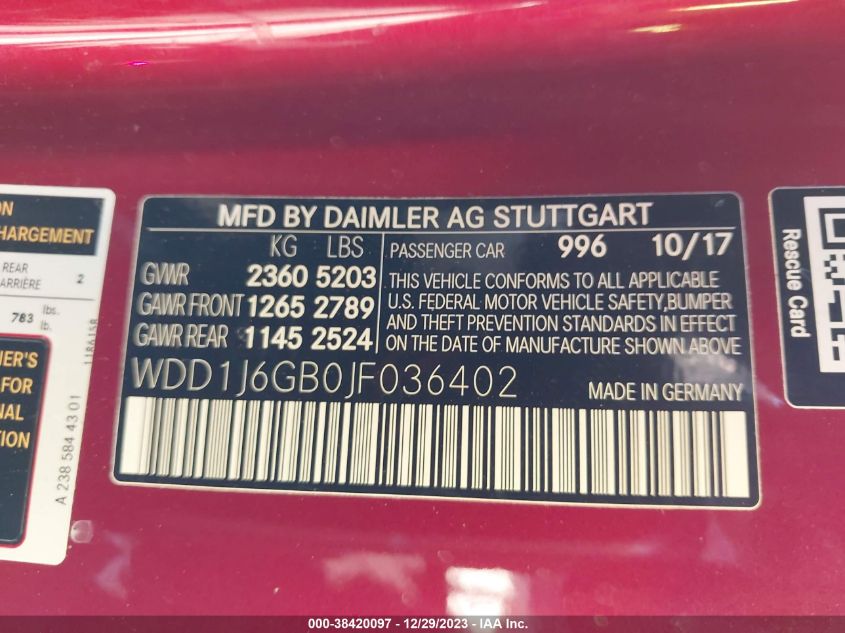 ON
HARGEMENT
REAR
ARRIÈRE 2
783 lbs.
lb.
118615R
NER'S
FOR
NAL
TION
A 238 584 43 01
MFD BY DAIMLER AG STUTTGART
KG LBS
GVWR 2360 5203
GAWR FRONT 1265 2789
GAWR REAR 1145 2524
PASSENGER CAR 996 10/17
THIS VEHICLE CONFORMS TO ALL APPLICABLE
U.S. FEDERAL MOTOR VEHICLE SAFETY,BUMPER
AND THEFT PREVENTION STANDARDS IN EFFECT
ON THE DATE OF MANUFACTURE SHOWN ABOVE
WDD1J6GB0JF036402
MADE IN GERMANY
Rescue Card
000-38420097 - 12/29/2023 - IAA Inc.